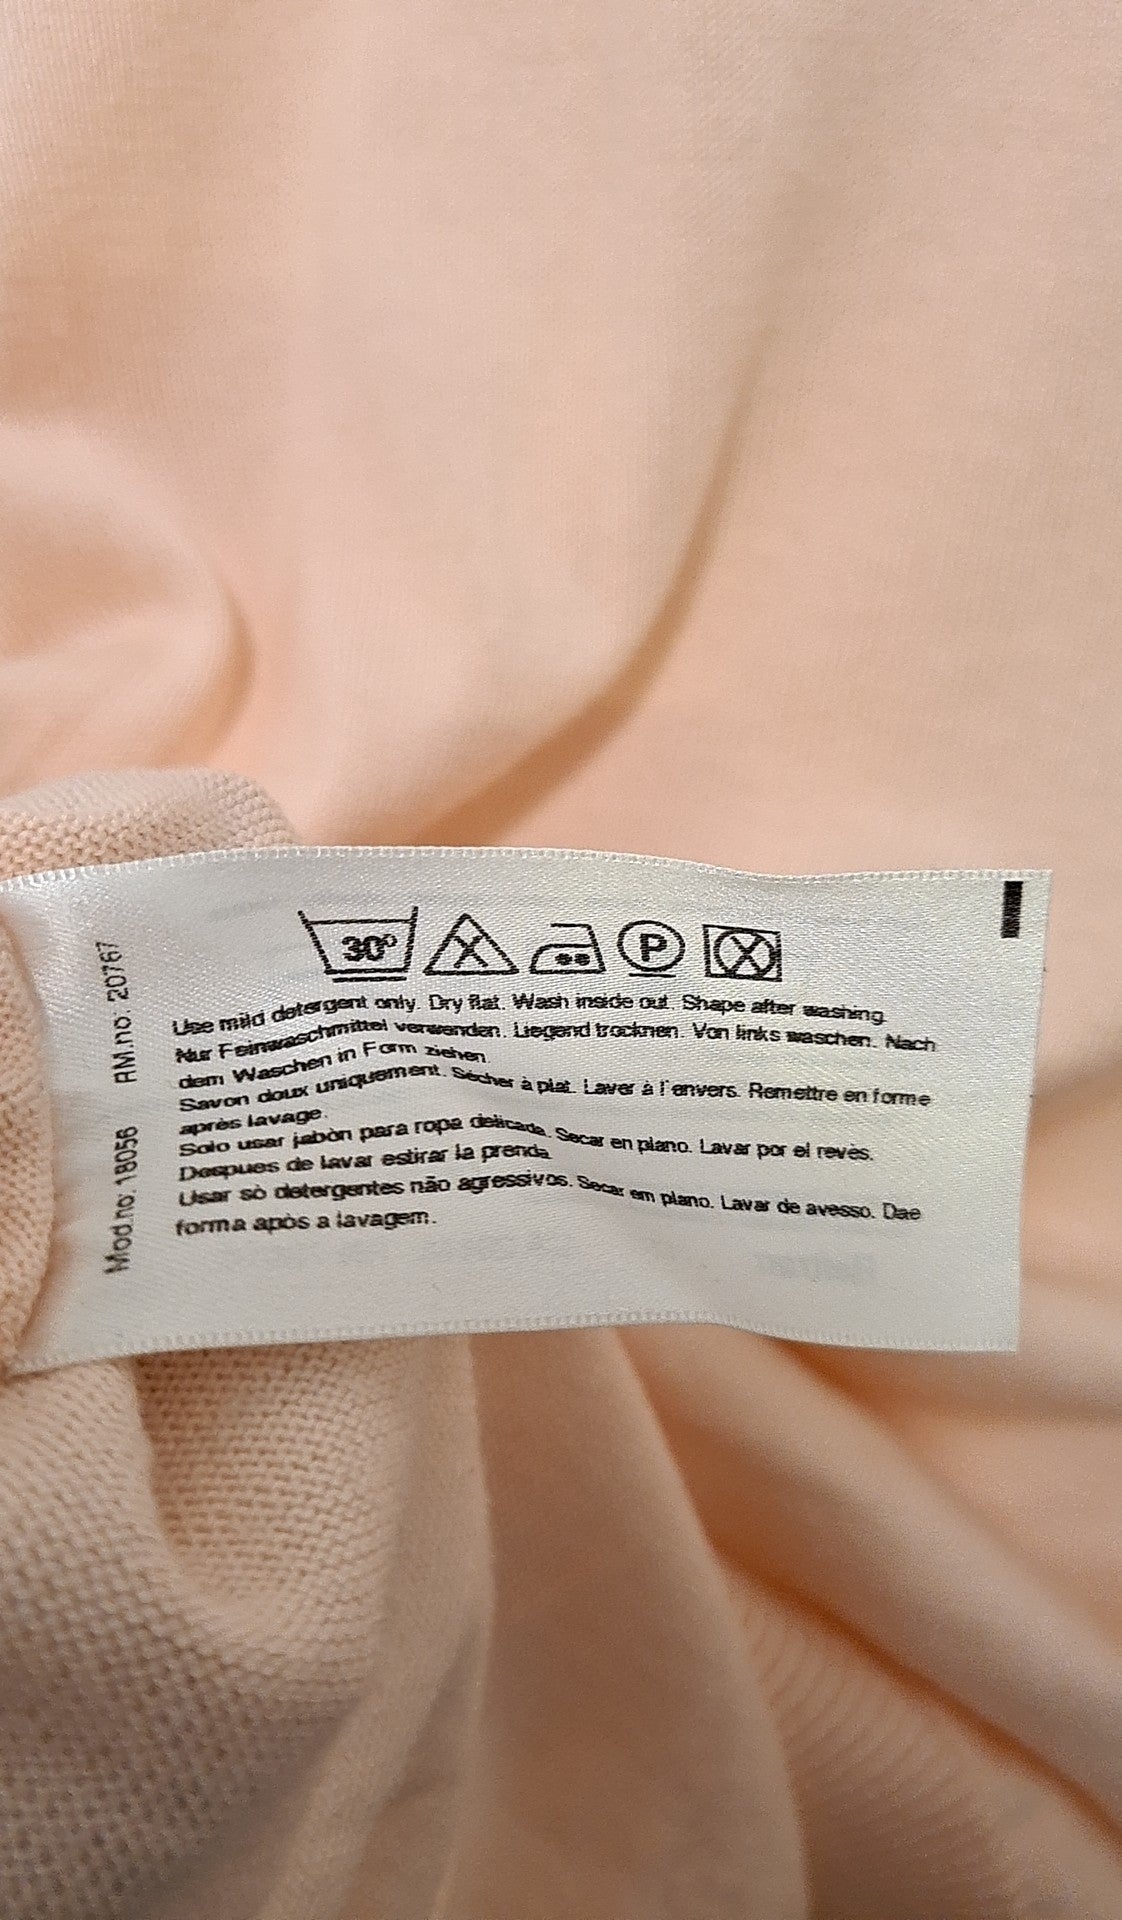 30°
P
Use mild detergent only. Dry flat. Wash inside out. Shape after washing.
Nur Feinwaschmittel verwenden. Liegend trocknen. Von links waschen. Nach
dem Waschen in Form ziehen.
Savon doux uniquement. Sècher à plat. Laver à l'envers. Remettre en forme
après lavage.
Solo usar jabòn para ropa delicada. Secar en plano. Lavar por el revès.
Despues de lavar estirar la prenda.
Usar sò detergentes não agressivos. Secar em plano. Lavar de avesso. Dae
forma apòs a lavagem.
Mod.no: 18056 RM.no: 20767